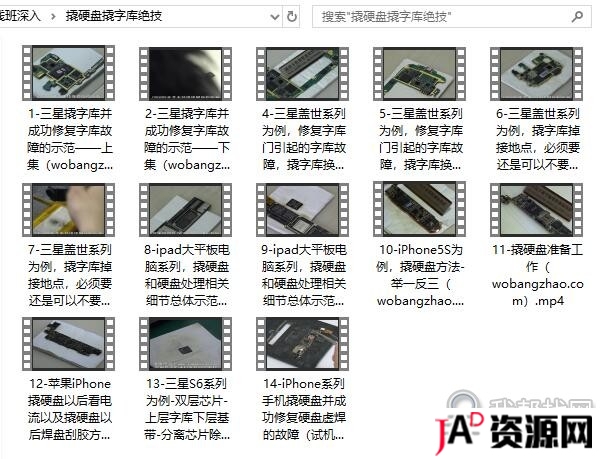 线班深入
撬硬盘撬字库绝技
搜索"撬硬盘撬字库绝技"
1-三星撬字库并
成功修复字库故
障的示范——上
集（wobangz...
2-三星撬字库并
成功修复字库故
障的示范——下
集（wobangz...
4-三星盖世系列
为例，修复字库
门引起的字库故
障，撬字库换...
5-三星盖世系列
为例，修复字库
门引起的字库故
障，撬字库换...
6-三星盖世系列
为例，撬字库掉
接地点，必须要
还是可以不要...
7-三星盖世系列
为例，撬字库掉
接地点，必须要
还是可以不要...
8-ipad大平板电
脑系列，撬硬盘
和硬盘处理相关
细节总体示范...
9-ipad大平板电
脑系列，撬硬盘
和硬盘处理相关
细节总体示范...
10-iPhone5S为
例，撬硬盘方法-
举一反三（
wobangzhao....
11-撬硬盘准备工
作（
wobangzhao.co
m）.mp4
12-苹果iPhone
撬硬盘以后看电
流以及撬硬盘以
后焊盘刮胶方...
13-三星S6系列
为例-双层芯片-
上层字库下层基
带-分离芯片除...
14-iPhone系列
手机撬硬盘并成
功修复硬盘虚焊
的故障（试机...
我帮找网
JAD资源网